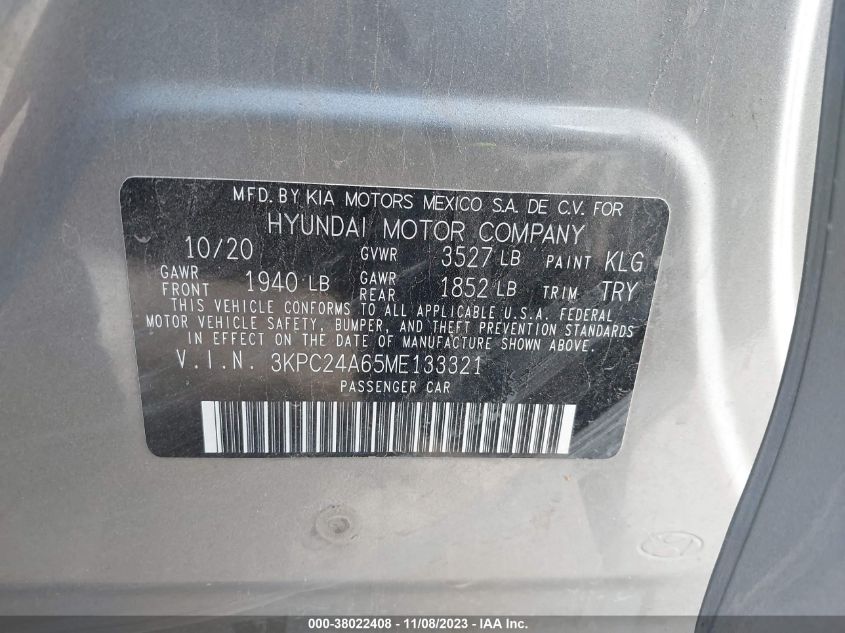 MFD. BY KIA MOTORS MEXICO S.A. DE C.V. FOR
HYUNDAI MOTOR COMPANY
10/20 GVWR 3527 LB PAINT KLG
GAWR FRONT 1940 LB GAWR REAR 1852 LB TRIM TRY
THIS VEHICLE CONFORMS TO ALL APPLICABLE U.S.A. FEDERAL
MOTOR VEHICLE SAFETY, BUMPER, AND THEFT PREVENTION STANDARDS
IN EFFECT ON THE DATE OF MANUFACTURE SHOWN ABOVE.
V.I.N. 3KPC24A65ME133321
PASSENGER CAR
000-38022408 - 11/08/2023 - IAA Inc.